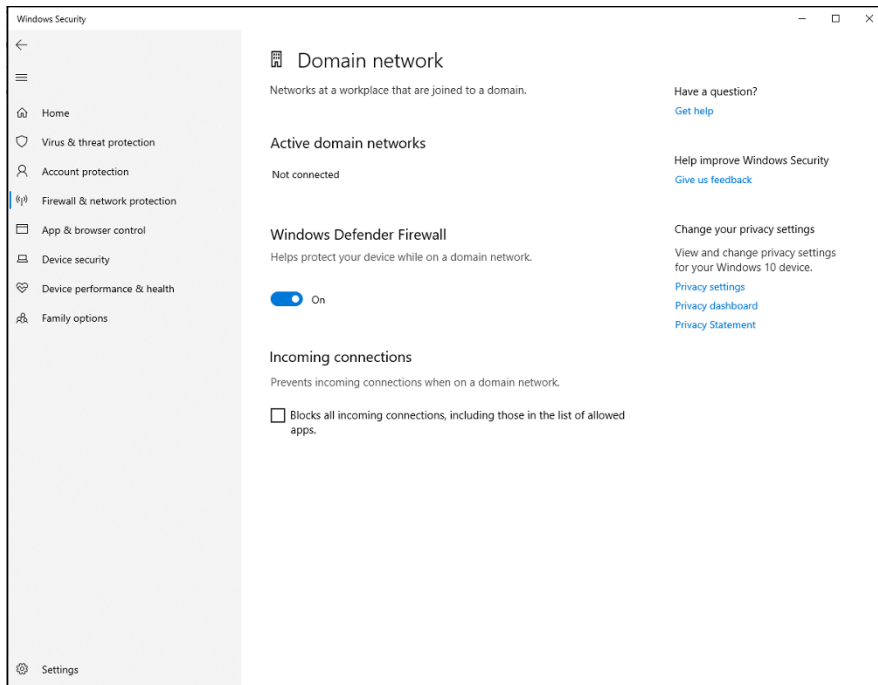 Windows Security
Home
Virus & threat protection
Account protection
Firewall & network protection
App & browser control
Device security
Device performance & health
Family options
Settings
Domain network
Networks at a workplace that are joined to a domain.
Active domain networks
Not connected
Windows Defender Firewall
Helps protect your device while on a domain network.
On
Incoming connections
Prevents incoming connections when on a domain network.
Blocks all incoming connections, including those in the list of allowed
apps.
Have a question?
Get help
Help improve Windows Security
Give us feedback
Change your privacy settings
View and change privacy settings
for your Windows 10 device.
Privacy settings
Privacy dashboard
Privacy Statement